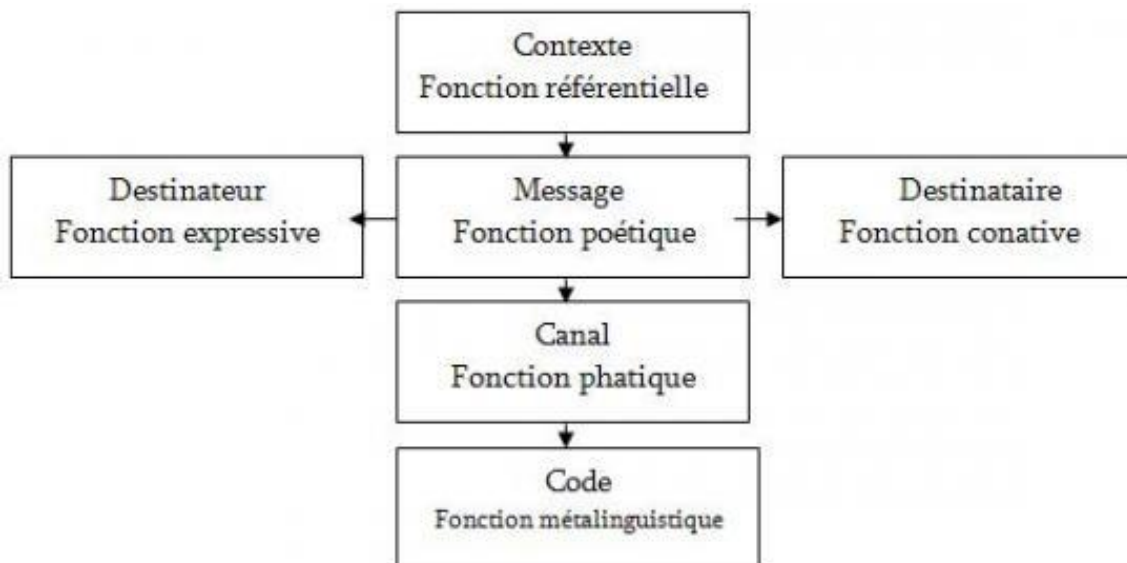 Contexte
Fonction référentielle
Destinateur
Fonction expressive
Message
Fonction poétique
Destinataire
Fonction conative
Canal
Fonction phatique
Code
Fonction métalinguistique